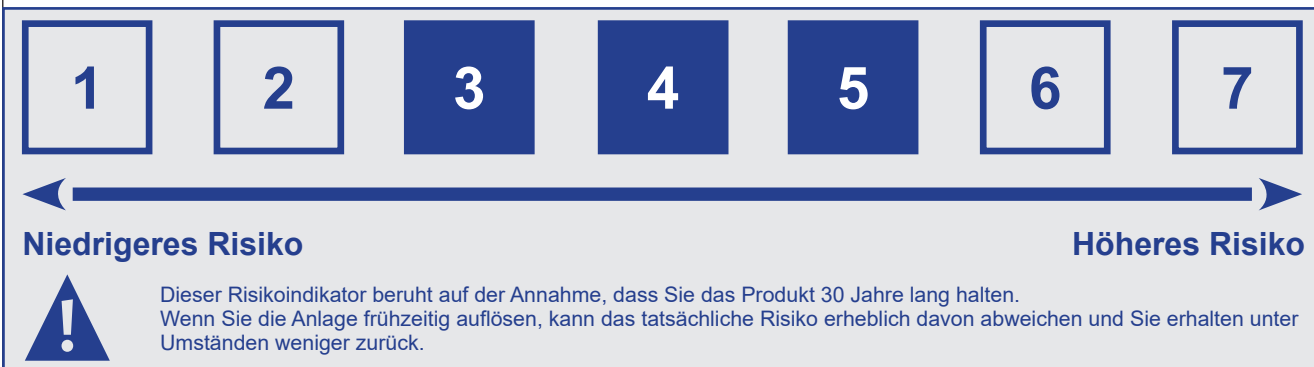 1 2 3 4 5 6 7
Niedrigeres Risiko Höheres Risiko
Dieser Risikoindikator beruht auf der Annahme, dass Sie das Produkt 30 Jahre lang halten.
Wenn Sie die Anlage frühzeitig auflösen, kann das tatsächliche Risiko erheblich davon abweichen und Sie erhalten unter
Umständen weniger zurück.